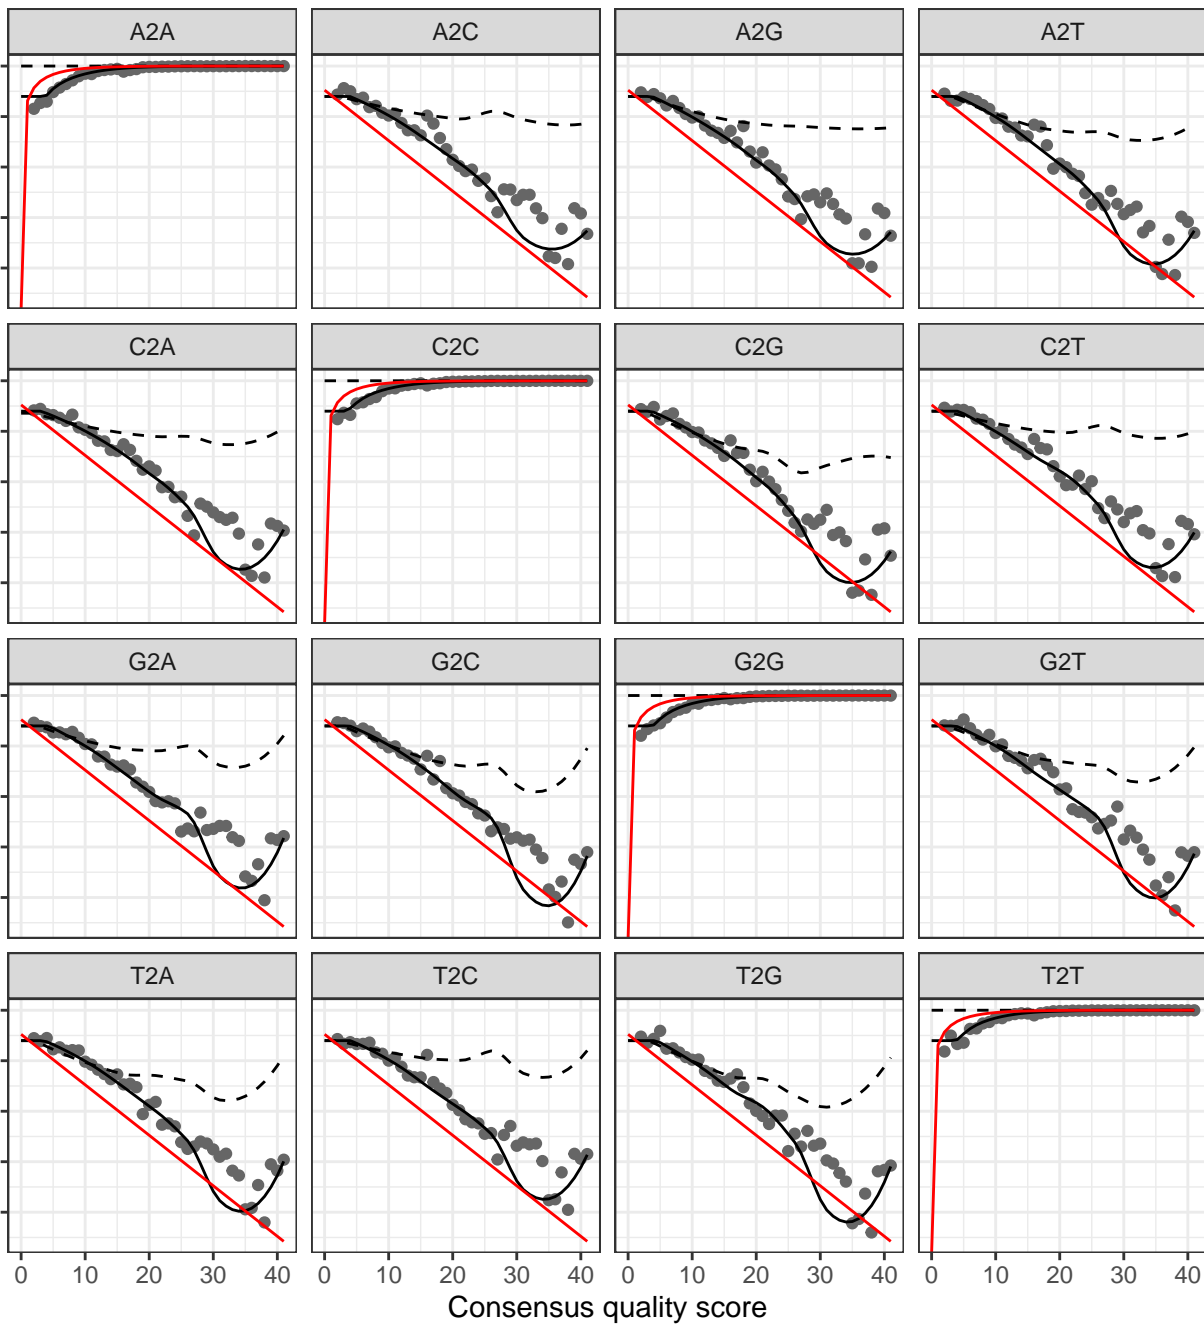 A2A A2C A2G A2T
C2A C2C C2G C2T
G2A G2C G2G G2T
T2A T2C T2G T2T
0 10 20 30 40 0 10 20 30 40 0 10 20 30 40 0 10 20 30 40
Consensus quality score